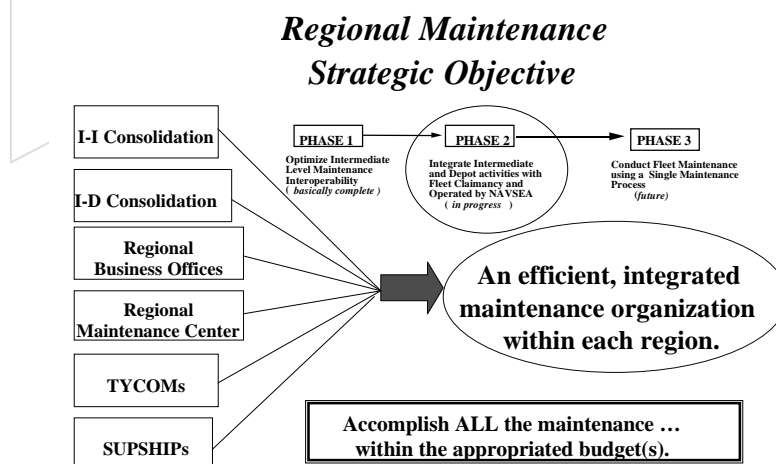 Regional Maintenance
Strategic Objective
I-I Consolidation
I-D Consolidation
Regional
Business Offices
Regional
Maintenance Center
TYCOMs
SUPSHIPs
PHASE 1
Optimize Intermediate
Level Maintenance
Interoperability
( basically complete )
PHASE 2
Integrate Intermediate
and Depot activities with
Fleet Claimancy and
Operated by NAVSEA
( in progress )
PHASE 3
Conduct Fleet Maintenance
using a Single Maintenance
Process
(future)
An efficient, integrated
maintenance organization
within each region.
Accomplish ALL the maintenance …
within the appropriated budget(s).